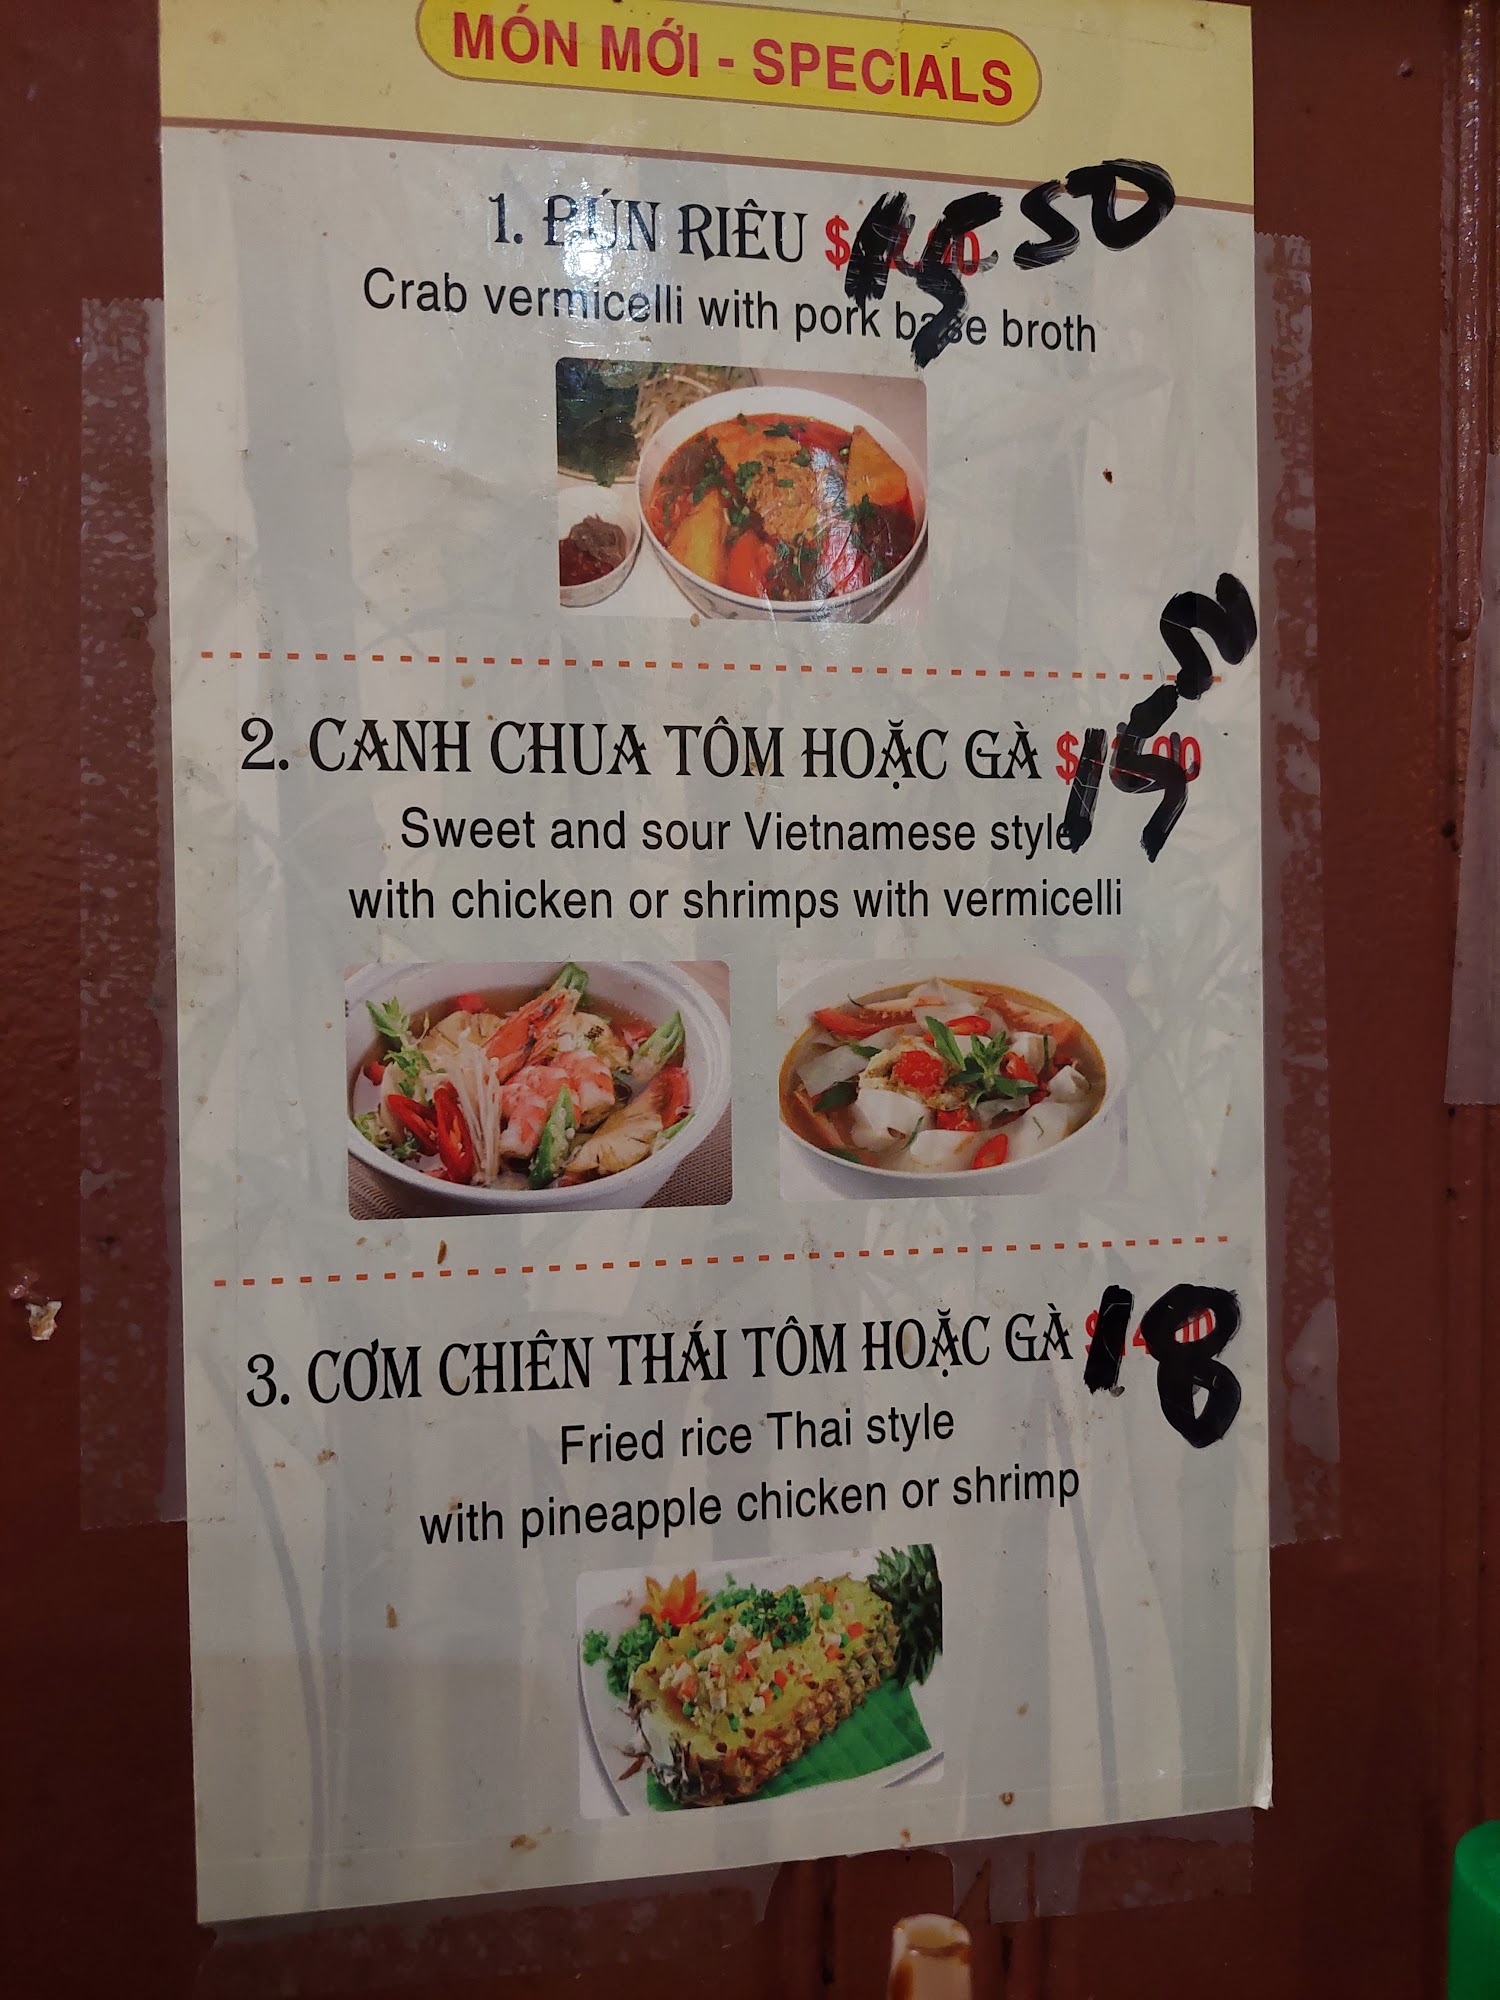 MÓN MỚI - SPECIALS
1. BÚN RIÊU $ 15 50
Crab vermicelli with pork base broth
2. CANH CHUA TÔM HOẶC GÀ $ 15
Sweet and sour Vietnamese style
with chicken or shrimps with vermicelli
3. CƠM CHIÊN THÁI TÔM HOẶC GÀ 18
Fried rice Thai style
with pineapple chicken or shrimp